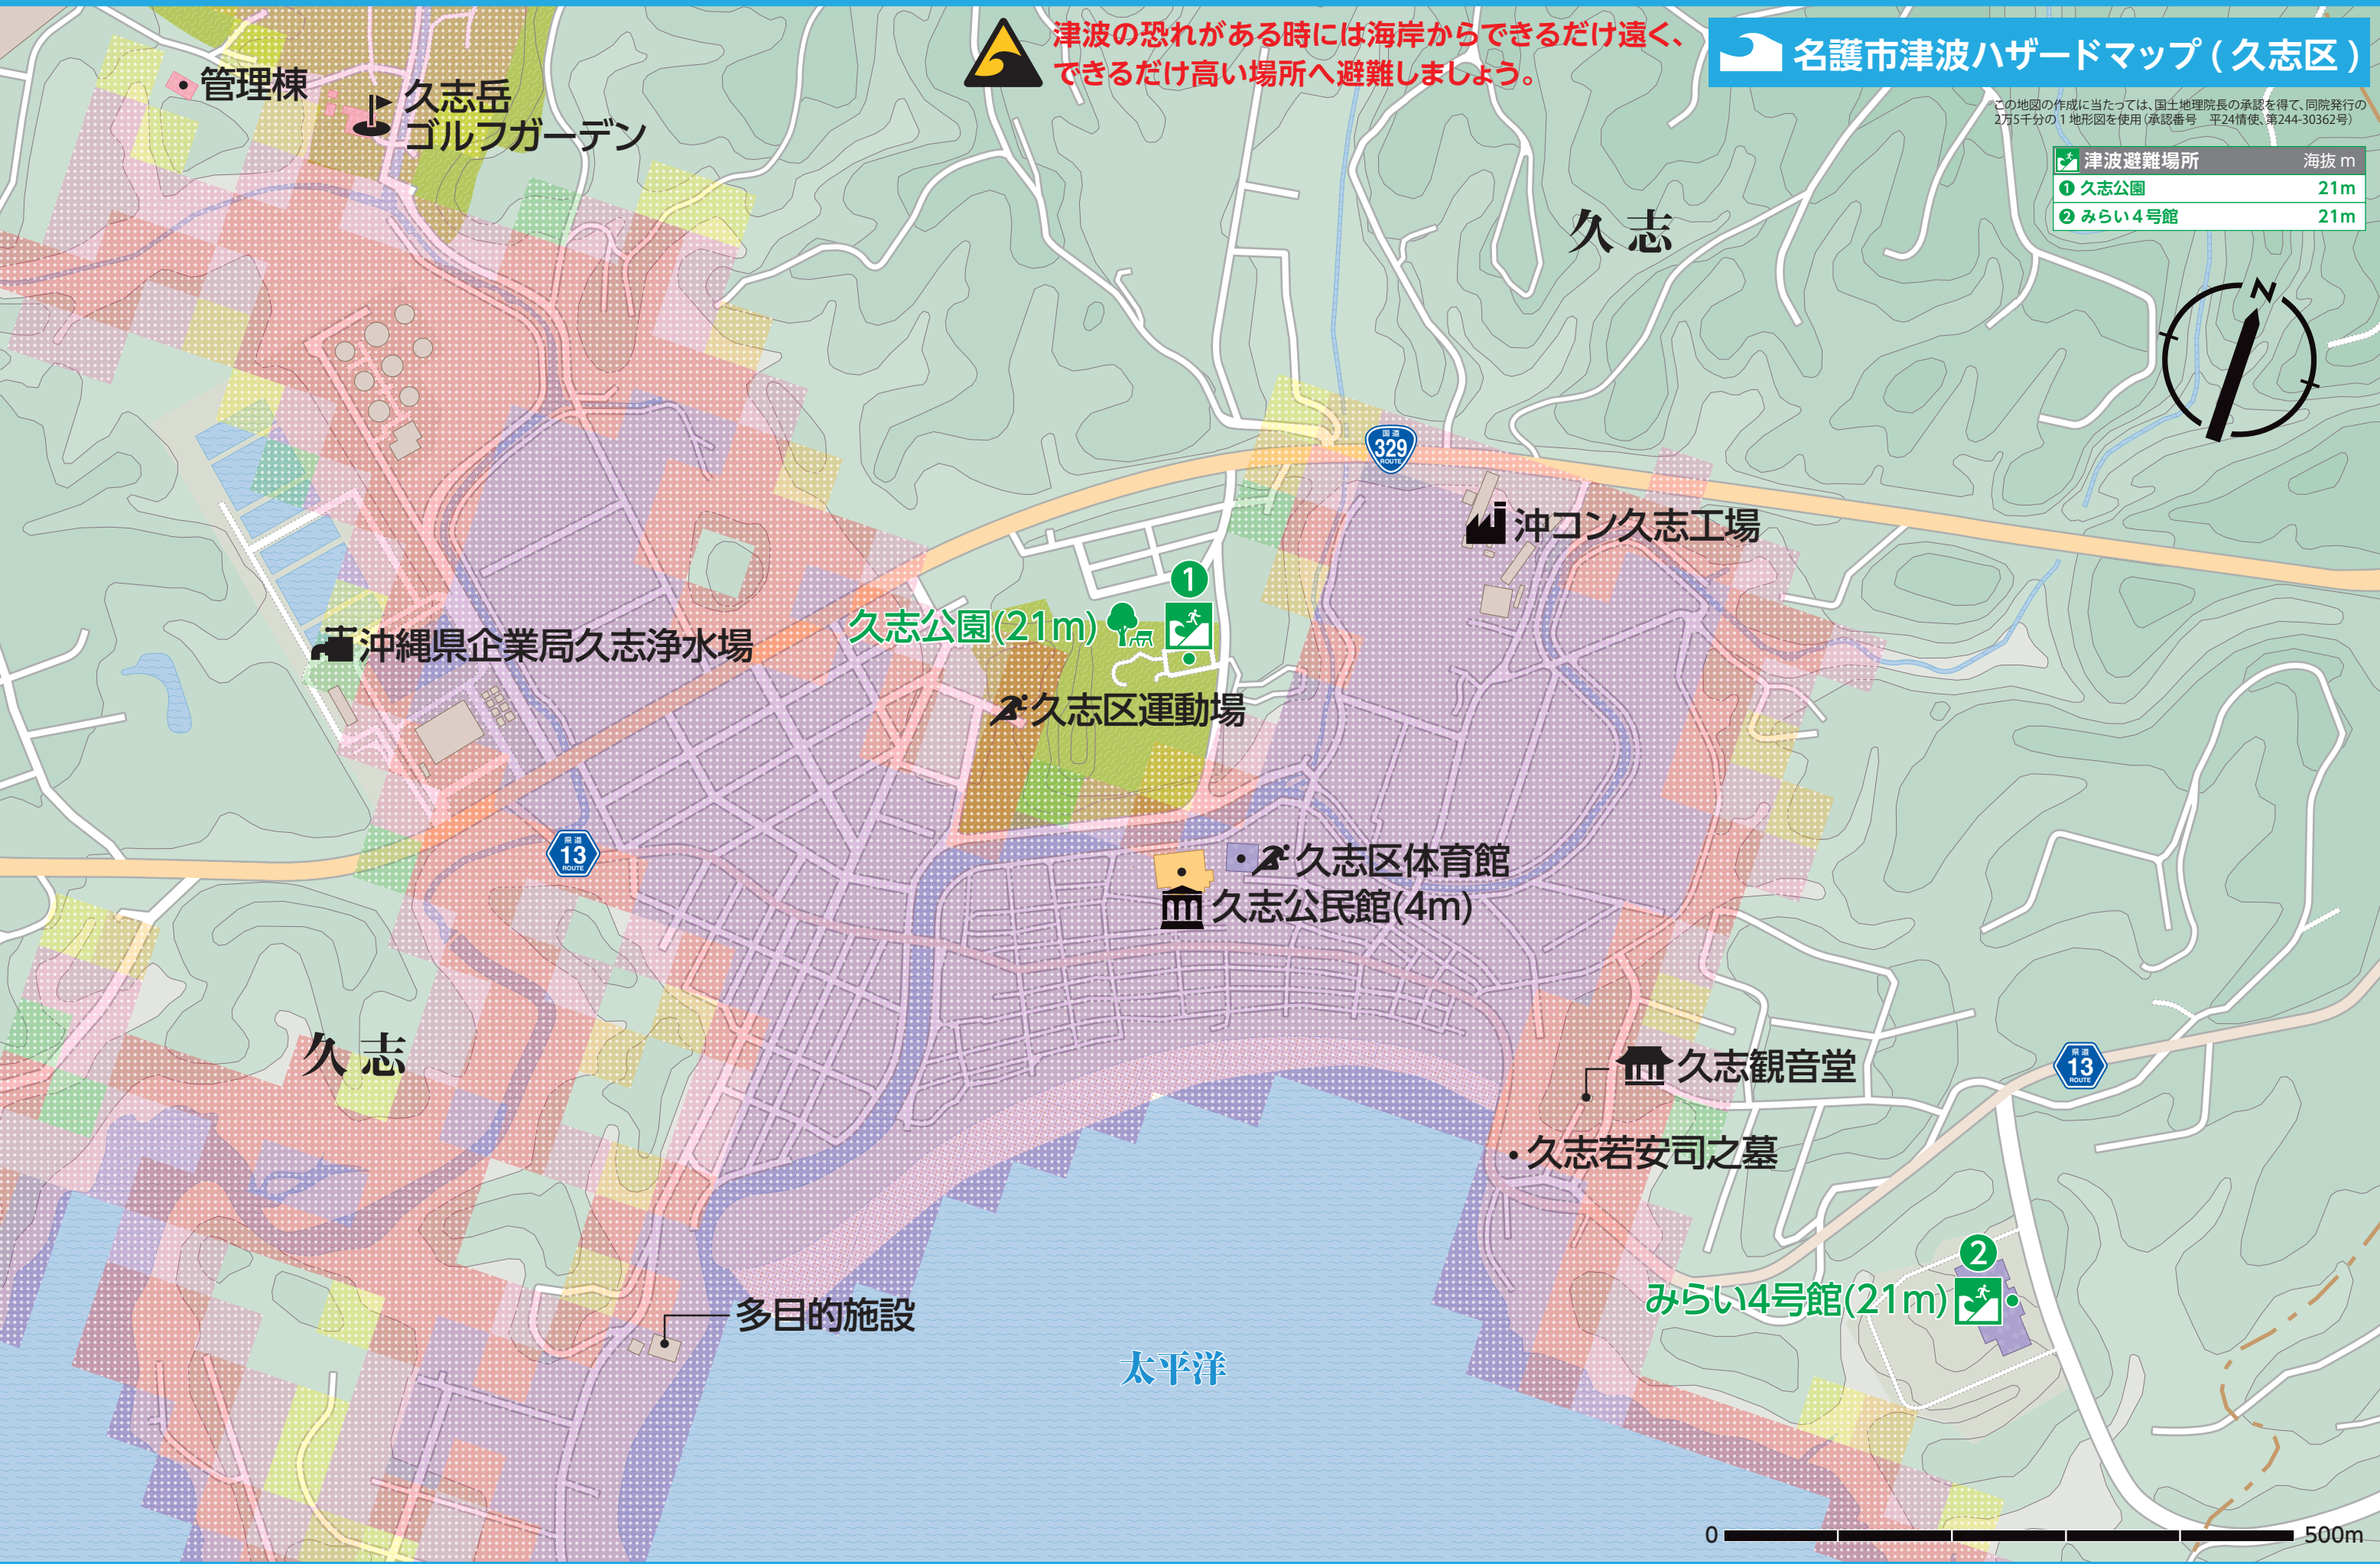 津波の恐れがある時には海岸からできるだけ遠く、
できるだけ高い場所へ避難しましょう。
名護市津波ハザードマップ(久志区)
この地図の作成に当たっては、国土地理院長の承認を得て、同院発行の
2万5千分の1地形図を使用(承認番号 平24情使、第244-30362号)
津波避難場所 海抜 m
1 久志公園 21m
2 みらい4号館 21m
N
管理棟
久志岳
ゴルフガーデン
久志
国道
329
ROUTE
沖コン久志工場
1
久志公園(21m)
沖縄県企業局久志浄水場
久志区運動場
県道
13
ROUTE
久志区体育館
久志公民館(4m)
久志
久志観音堂
県道
13
ROUTE
久志若安司之墓
2
みらい4号館(21m)
多目的施設
太平洋
0 500m